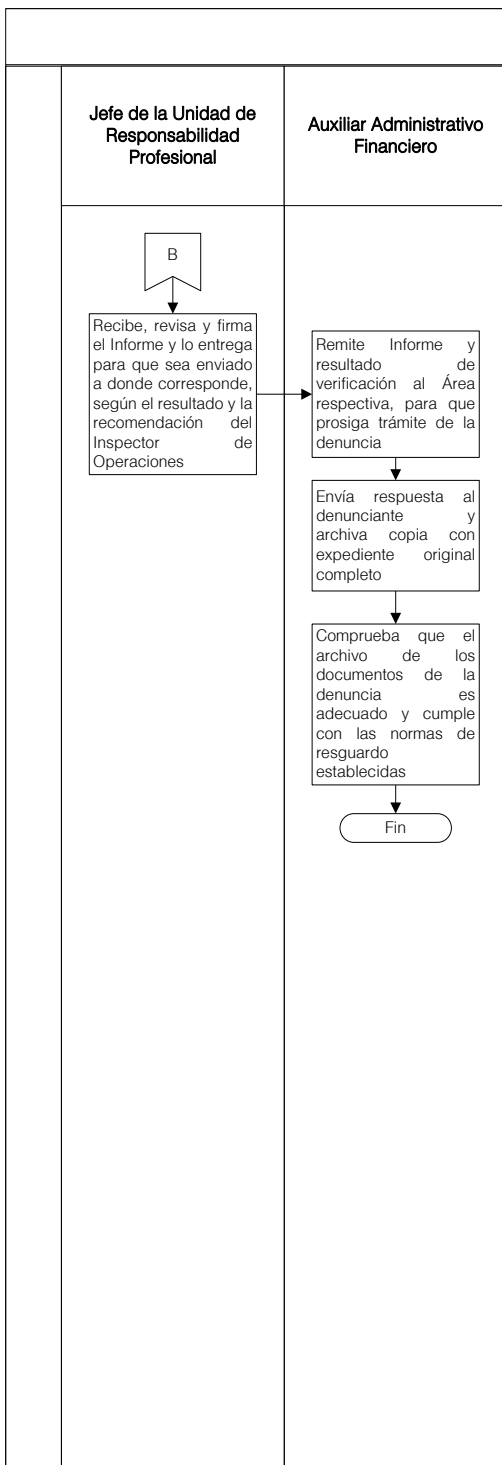 Jefe de la Unidad de
Responsabilidad
Profesional
Auxiliar Administrativo
Financiero
B
Recibe, revisa y firma
el Informe y lo entrega
para que sea enviado
a donde corresponde,
según el resultado y la
recomendación del
Inspector de
Operaciones
Remite Informe y
resultado de
verificación al Área
respectiva, para que
prosiga trámite de la
denuncia
Envía respuesta al
denunciante y
archiva copia con
expediente original
completo
Comprueba que el
archivo de los
documentos de la
denuncia es
adecuado y cumple
con las normas de
resguardo
establecidas
Fin